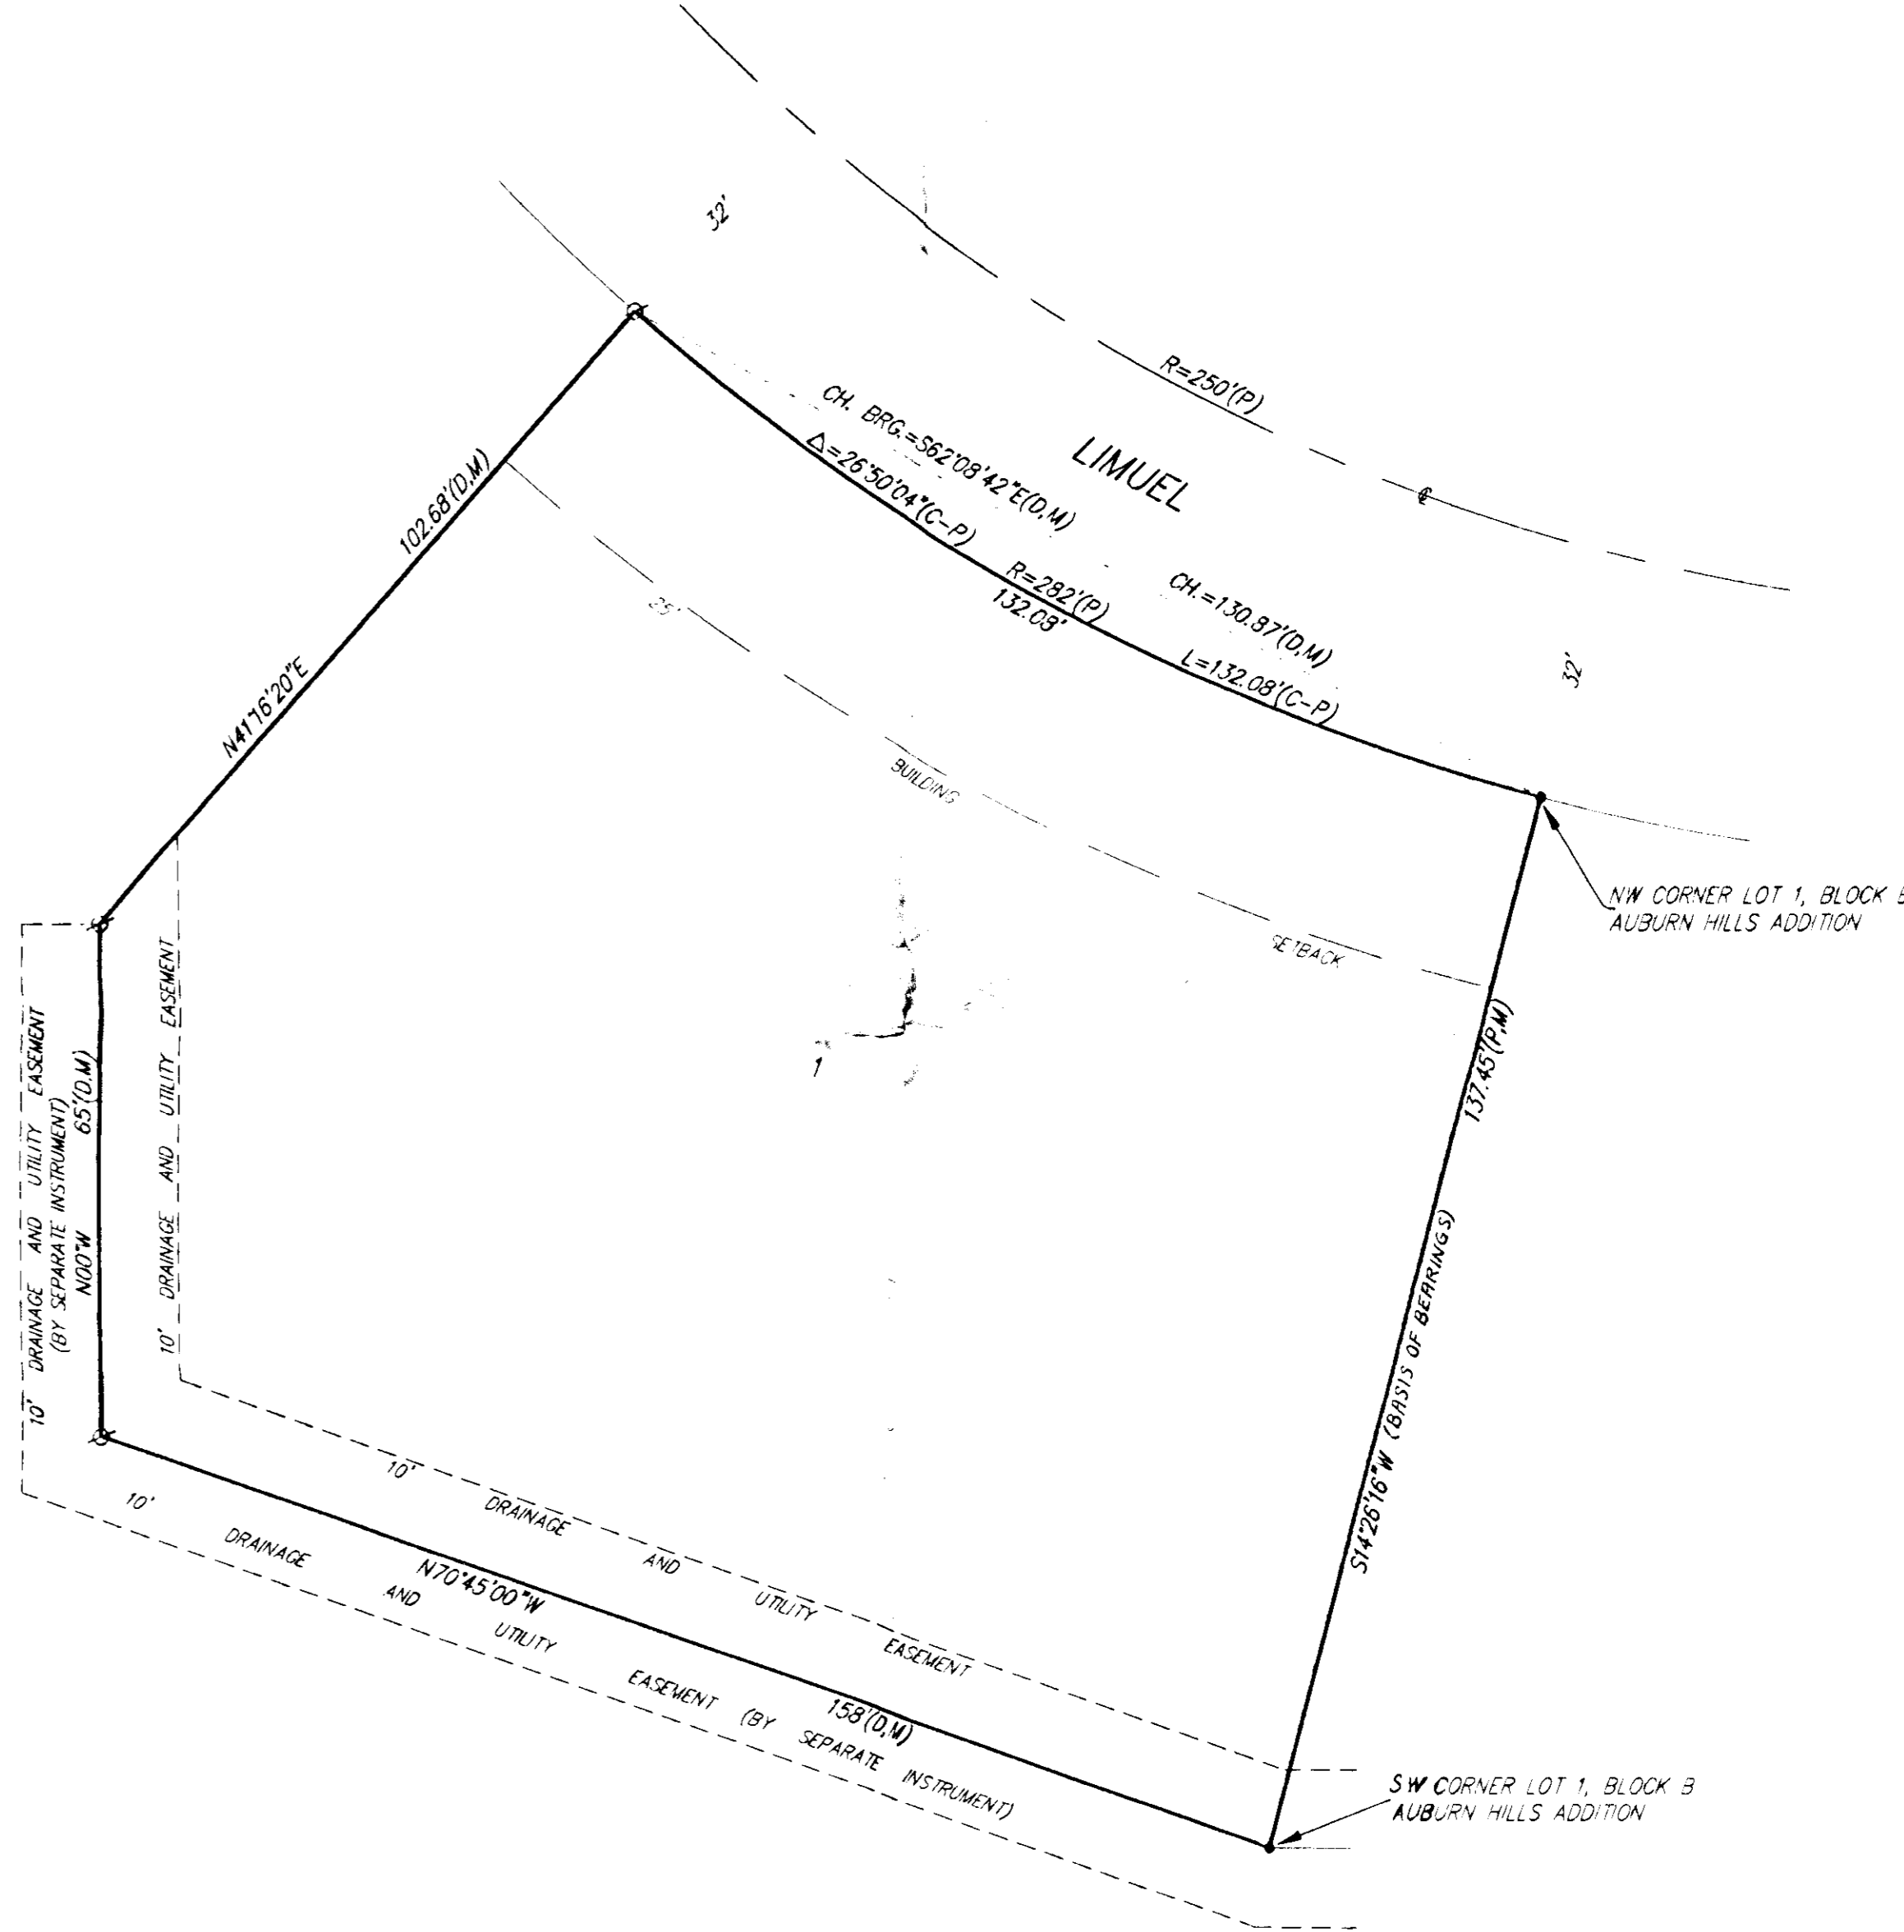 32'
R=250'(P)
LIMUEL
℄
CH. BRG.=S62°08'42"E(D,M)
Δ=26°50'04"(C-P)
R=282'(P)
132.08'
CH.=130.87'(D,M)
L=132.08'(C-P)
32'
102.68'(D,M)
N41°16'20"E
25'
BUILDING
SETBACK
NW CORNER LOT 1, BLOCK B
AUBURN HILLS ADDITION
137.45'(P,M)
S14°26'16"W (BASIS OF BEARINGS)
1
10' DRAINAGE AND UTILITY EASEMENT
(BY SEPARATE INSTRUMENT)
65'(D,M)
N00°W
10' DRAINAGE AND UTILITY EASEMENT
10' DRAINAGE AND UTILITY EASEMENT
N70°45'00"W
158'(D,M)
10' DRAINAGE AND UTILITY EASEMENT (BY SEPARATE INSTRUMENT)
SW CORNER LOT 1, BLOCK B
AUBURN HILLS ADDITION